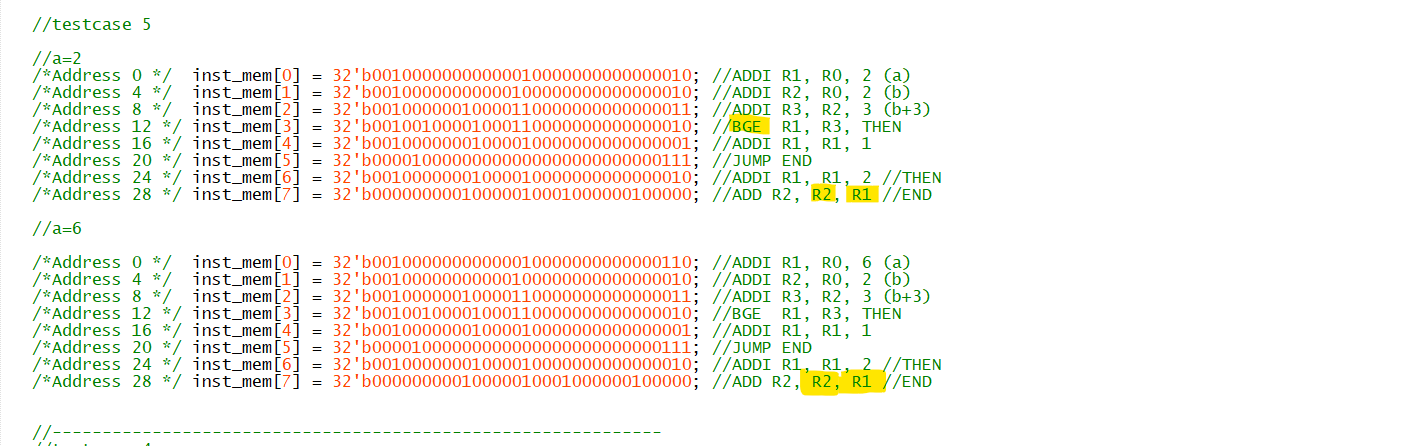 //testcase 5
//a=2
/*Address 0 */ inst_mem[0] = 32'b00100000000000010000000000000010; //ADDI R1, R0, 2 (a)
/*Address 4 */ inst_mem[1] = 32'b00100000000000100000000000000010; //ADDI R2, R0, 2 (b)
/*Address 8 */ inst_mem[2] = 32'b00100000010000110000000000000011; //ADDI R3, R2, 3 (b+3)
/*Address 12 */ inst_mem[3] = 32'b00100100001000110000000000000010; //BGE R1, R3, THEN
/*Address 16 */ inst_mem[4] = 32'b00100000001000010000000000000001; //ADDI R1, R1, 1
/*Address 20 */ inst_mem[5] = 32'b00001000000000000000000000000111; //JUMP END
/*Address 24 */ inst_mem[6] = 32'b00100000001000010000000000000010; //ADDI R1, R1, 2 //THEN
/*Address 28 */ inst_mem[7] = 32'b00000000010000010001000000100000; //ADD R2, R2, R1 //END
//a=6
/*Address 0 */ inst_mem[0] = 32'b00100000000000010000000000000110; //ADDI R1, R0, 6 (a)
/*Address 4 */ inst_mem[1] = 32'b00100000000000100000000000000010; //ADDI R2, R0, 2 (b)
/*Address 8 */ inst_mem[2] = 32'b00100000010000110000000000000011; //ADDI R3, R2, 3 (b+3)
/*Address 12 */ inst_mem[3] = 32'b00100100001000110000000000000010; //BGE R1, R3, THEN
/*Address 16 */ inst_mem[4] = 32'b00100000001000010000000000000001; //ADDI R1, R1, 1
/*Address 20 */ inst_mem[5] = 32'b00001000000000000000000000000111; //JUMP END
/*Address 24 */ inst_mem[6] = 32'b00100000001000010000000000000010; //ADDI R1, R1, 2 //THEN
/*Address 28 */ inst_mem[7] = 32'b00000000010000010001000000100000; //ADD R2, R2, R1 //END
//-------------------------------------------------------------